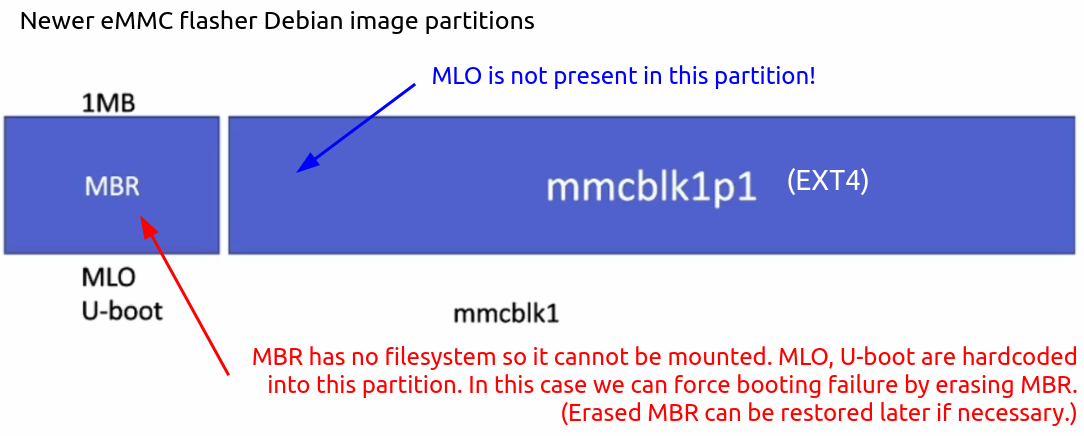 Newer eMMC flasher Debian image partitions
MLO is not present in this partition!
1MB
MBR
mmcblk1p1 (EXT4)
MLO
U-boot
mmcblk1
MBR has no filesystem so it cannot be mounted. MLO, U-boot are hardcoded
into this partition. In this case we can force booting failure by erasing MBR.
(Erased MBR can be restored later if necessary.)